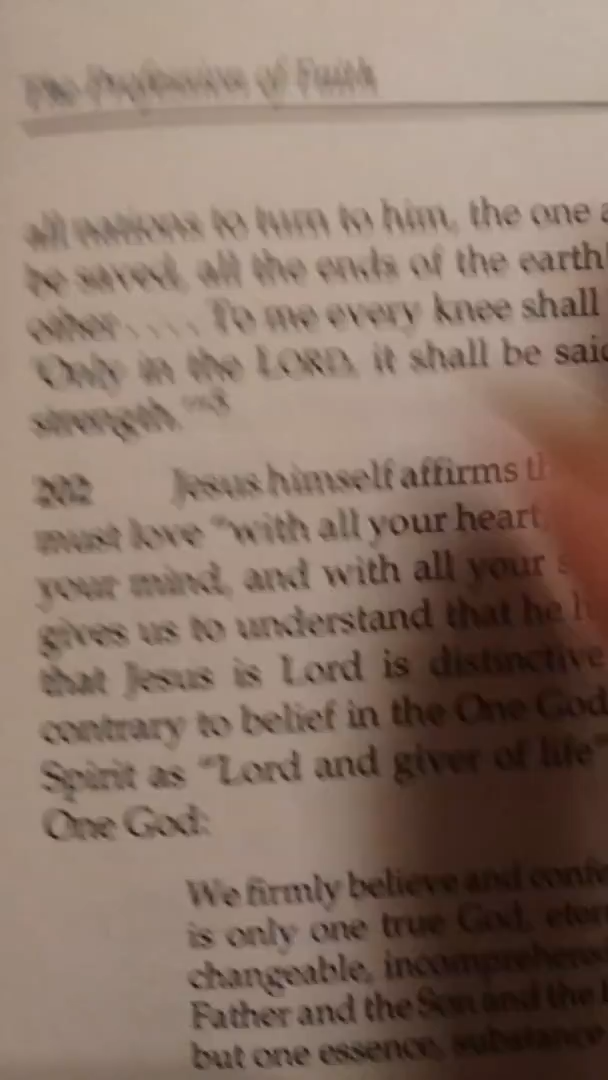 The Profession of Faith
all nations to turn to him, the one
be saved, all the ends of the earth
other. . . . To me every knee shall
'Only in the LORD, it shall be said
strength.'"8
202 Jesus himself affirms
must love "with all your heart,
your mind, and with all your
gives us to understand that he
that Jesus is Lord is distinctive
contrary to belief in the One God
Spirit as "Lord and giver of life"
One God:
We firmly believe and
is only one true God,
changeable,
Father and the Son and the
but one essence, substance